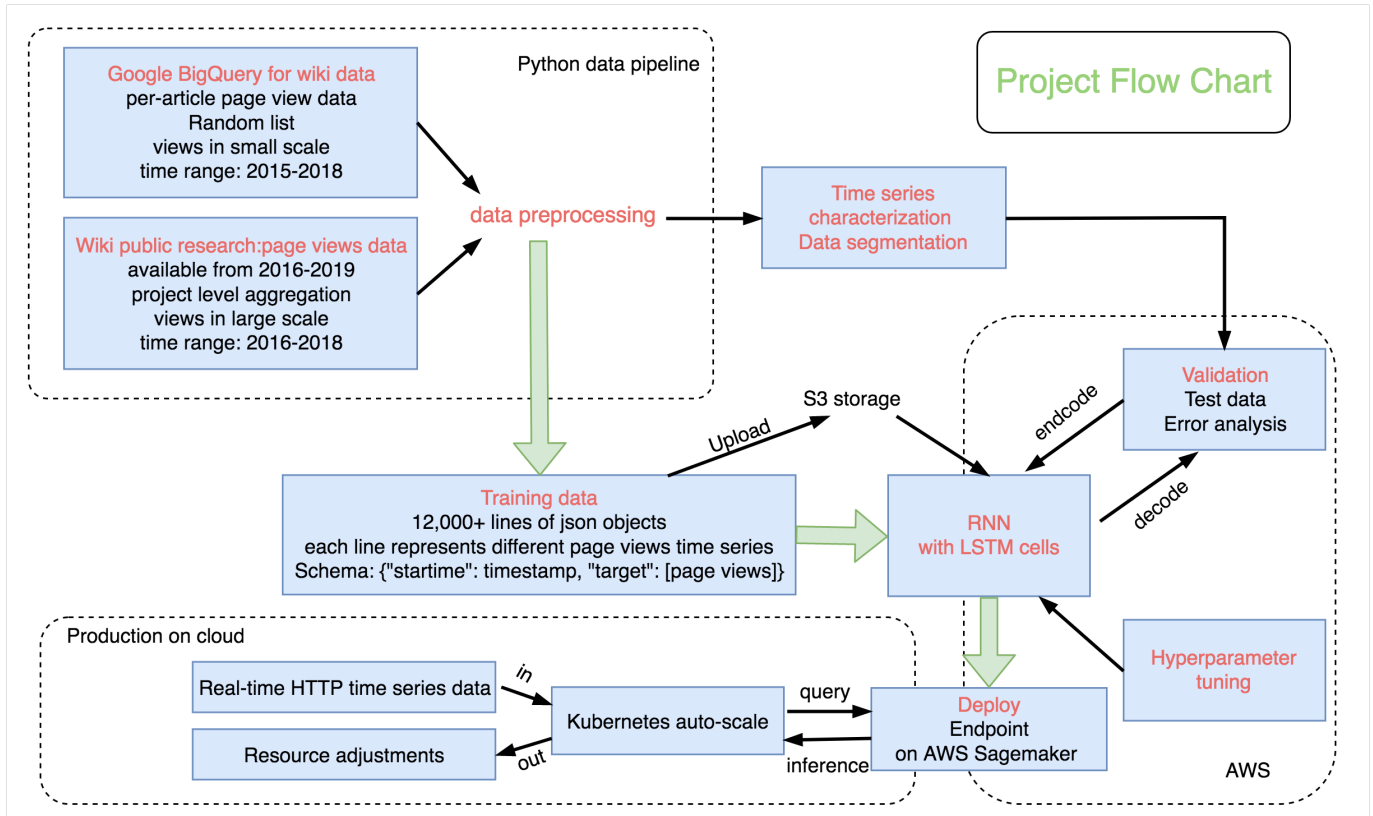 Project Flow Chart
Python data pipeline
Google BigQuery for wiki data
per-article page view data
Random list
views in small scale
time range: 2015-2018
Wiki public research:page views data
available from 2016-2019
project level aggregation
views in large scale
time range: 2016-2018
data preprocessing
Time series
characterization
Data segmentation
Validation
Test data
Error analysis
endcode
decode
S3 storage
Upload
Training data
12,000+ lines of json objects
each line represents different page views time series
Schema: {"startime": timestamp, "target": [page views]}
RNN
with LSTM cells
Hyperparameter
tuning
AWS
Production on cloud
Real-time HTTP time series data
in
Kubernetes auto-scale
Resource adjustments
out
query
inference
Deploy
Endpoint
on AWS Sagemaker